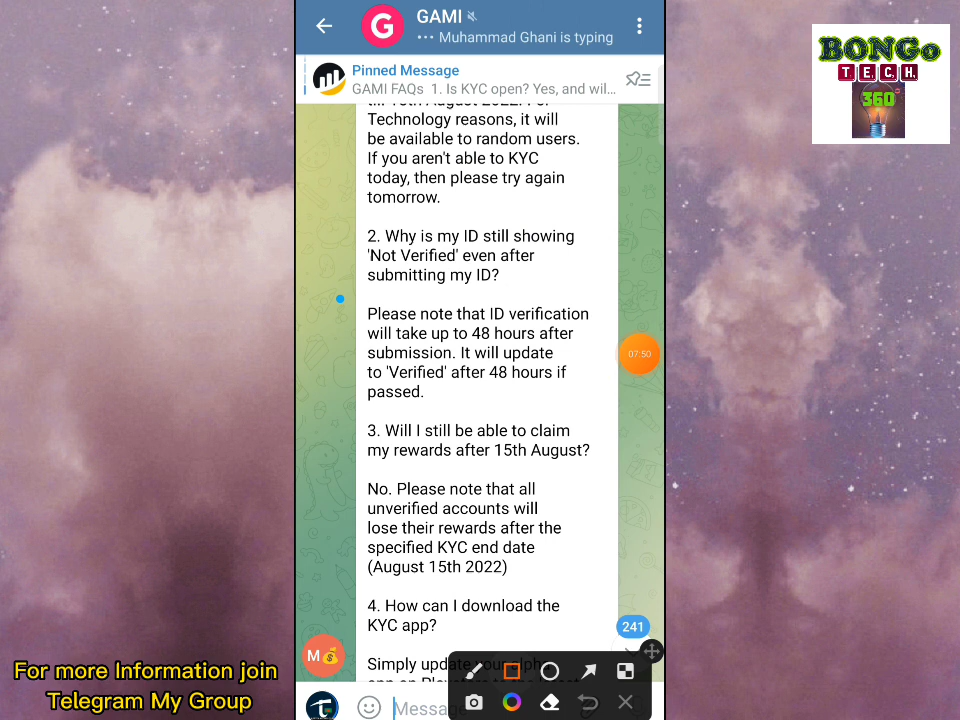 GAMI
••• Muhammad Ghani is typing
Pinned Message
GAMI FAQs 1. Is KYC open? Yes, and wil...
Technology reasons, it will
be available to random users.
If you aren't able to KYC
today, then please try again
tomorrow.
2. Why is my ID still showing
'Not Verified' even after
submitting my ID?
Please note that ID verification
will take up to 48 hours after
submission. It will update
to 'Verified' after 48 hours if
passed.
3. Will I still be able to claim
my rewards after 15th August?
No. Please note that all
unverified accounts will
lose their rewards after the
specified KYC end date
(August 15th 2022)
4. How can I download the
KYC app?
Simply update your alpha
Message
G
BONGo
T.E.C.H.
360
07:50
241
M💰
For more Information join
Telegram My Group